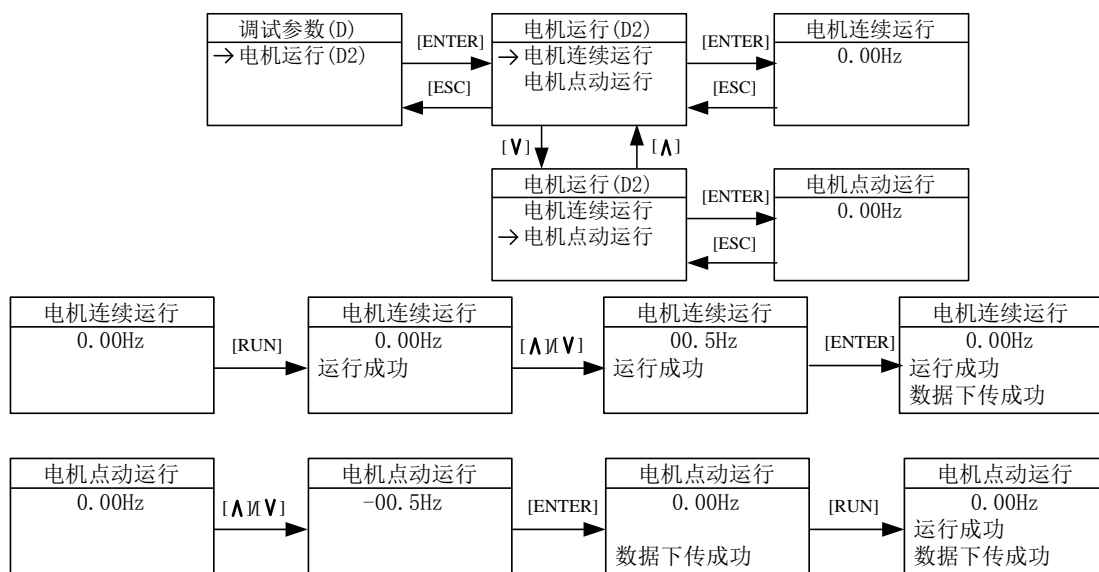 调试参数(D)
→电机运行(D2)
[ENTER]
[ESC]
电机运行(D2)
→电机连续运行
电机点动运行
[ENTER]
[ESC]
电机连续运行
0.00Hz
[∨]
[∧]
电机运行(D2)
电机连续运行
→电机点动运行
[ENTER]
[ESC]
电机点动运行
0.00Hz
电机连续运行
0.00Hz
[RUN]
电机连续运行
0.00Hz
运行成功
[∧]/[∨]
电机连续运行
00.5Hz
运行成功
[ENTER]
电机连续运行
0.00Hz
运行成功
数据下传成功
电机点动运行
0.00Hz
[∧]/[∨]
电机点动运行
-00.5Hz
[ENTER]
电机点动运行
0.00Hz
数据下传成功
[RUN]
电机点动运行
0.00Hz
运行成功
数据下传成功